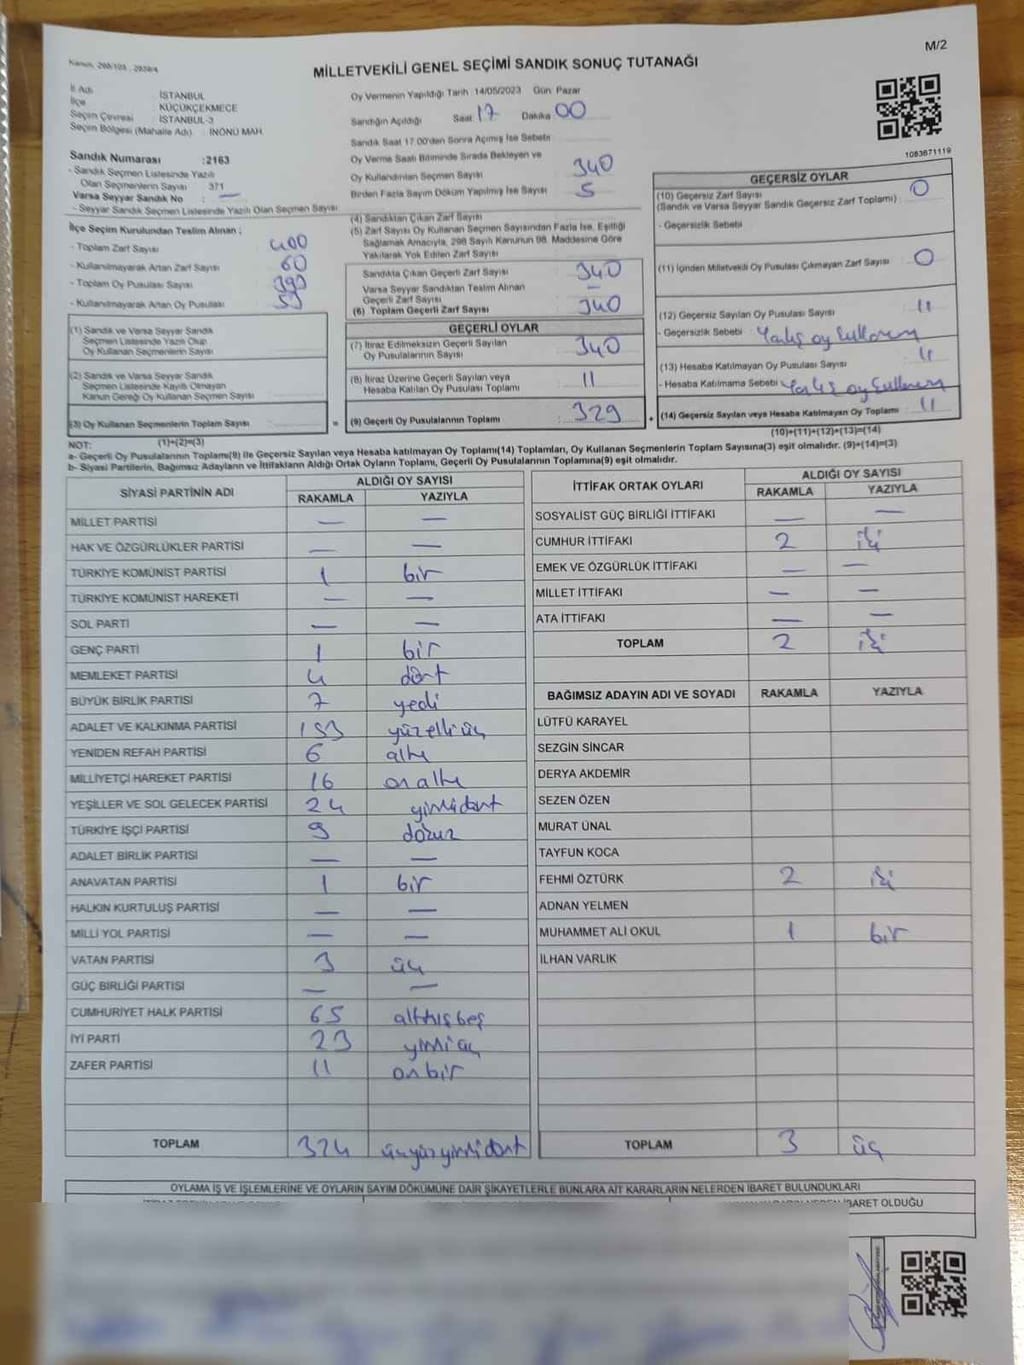 Kanun, 298/105 , 2839/4
M/2
MİLLETVEKİLİ GENEL SEÇİMİ SANDIK SONUÇ TUTANAĞI
İl Adı : İSTANBUL
İlçe : KÜÇÜKÇEKMECE
Seçim Çevresi : İSTANBUL-3
Seçim Bölgesi (Mahalle Adı) : İNÖNÜ MAH.
Sandık Numarası :2163
- Sandık Seçmen Listesinde Yazılı
Olan Seçmenlerin Sayısı 371
Varsa Seyyar Sandık No : —
- Seyyar Sandık Seçmen Listesinde Yazılı Olan Seçmen Sayısı
İlçe Seçim Kurulundan Teslim Alınan ;
- Toplam Zarf Sayısı 400
- Kullanılmayarak Artan Zarf Sayısı 60
- Toplam Oy Pusulası Sayısı 390
- Kullanılmayarak Artan Oy Pusulası
(1) Sandık ve Varsa Seyyar Sandık
Seçmen Listesinde Yazılı Olup
Oy Kullanan Seçmenlerin Sayısı
(2) Sandık ve Varsa Seyyar Sandık
Seçmen Listesinde Kayıtlı Olmayan
Kanun Gereği Oy Kullanan Seçmen Sayısı
(3) Oy Kullanan Seçmenlerin Toplam Sayısı =
(1)+(2)=(3)
Oy Vermenin Yapıldığı Tarih :14/05/2023 Gün: Pazar
Sandığın Açıldığı Saat 17 Dakika 00
Sandık Saat 17.00'den Sonra Açılmış İse Sebebi
Oy Verme Saati Bitiminde Sırada Bekleyen ve
Oy Kullandırılan Seçmen Sayısı 340
Birden Fazla Sayım Döküm Yapılmış İse Sayısı 5
(4) Sandıktan Çıkan Zarf Sayısı
(5) Zarf Sayısı Oy Kullanan Seçmen Sayısından Fazla İse, Eşitliği
Sağlamak Amacıyla, 298 Sayılı Kanunun 98. Maddesine Göre
Yakılarak Yok Edilen Zarf Sayısı
Sandıkta Çıkan Geçerli Zarf Sayısı 340
Varsa Seyyar Sandıktan Teslim Alınan
Geçerli Zarf Sayısı —
(6) Toplam Geçerli Zarf Sayısı 340
GEÇERLİ OYLAR
(7) İtiraz Edilmeksizin Geçerli Sayılan
Oy Pusulalarının Sayısı 340
(8) İtiraz Üzerine Geçerli Sayılan veya
Hesaba Katılan Oy Pusulası Toplamı 11
(9) Geçerli Oy Pusulalarının Toplamı : 329 +
1083671119
GEÇERSİZ OYLAR
(10) Geçersiz Zarf Sayısı
(Sandık ve Varsa Seyyar Sandık Geçersiz Zarf Toplamı) : 0
- Geçersizlik Sebebi
(11) İçinden Milletvekili Oy Pusulası Çıkmayan Zarf Sayısı 0
(12) Geçersiz Sayılan Oy Pusulası Sayısı 11
- Geçersizlik Sebebi : Yanlış oy kullanım
(13) Hesaba Katılmayan Oy Pusulası Sayısı 11
- Hesaba Katılmama Sebebi Yanlış oy kullanım
(14) Geçersiz Sayılan veya Hesaba Katılmayan Oy Toplamı 11
(10)+(11)+(12)+(13)=(14)
NOT:
a- Geçerli Oy Pusulalarının Toplamı(9) ile Geçersiz Sayılan veya Hesaba katılmayan Oy Toplamı(14) Toplamları, Oy Kullanan Seçmenlerin Toplam Sayısına(3) eşit olmalıdır. (9)+(14)=(3)
b- Siyasi Partilerin, Bağımsız Adayların ve İttifakların Aldığı Ortak Oyların Toplamı, Geçerli Oy Pusulalarının Toplamına(9) eşit olmalıdır.
SİYASİ PARTİNİN ADI ALDIĞI OY SAYISI
RAKAMLA YAZIYLA
MİLLET PARTİSİ — —
HAK VE ÖZGÜRLÜKLER PARTİSİ — —
TÜRKİYE KOMÜNİST PARTİSİ 1 bir
TÜRKİYE KOMÜNİST HAREKETİ — —
SOL PARTİ — —
GENÇ PARTİ 1 bir
MEMLEKET PARTİSİ 4 dört
BÜYÜK BİRLİK PARTİSİ 7 yedi
ADALET VE KALKINMA PARTİSİ 153 yüzelliüç
YENİDEN REFAH PARTİSİ 6 altı
MİLLİYETÇİ HAREKET PARTİSİ 16 onaltı
YEŞİLLER VE SOL GELECEK PARTİSİ 24 yirmidört
TÜRKİYE İŞÇİ PARTİSİ 9 dokuz
ADALET BİRLİK PARTİSİ — —
ANAVATAN PARTİSİ 1 bir
HALKIN KURTULUŞ PARTİSİ — —
MİLLİ YOL PARTİSİ — —
VATAN PARTİSİ 3 üç
GÜÇ BİRLİĞİ PARTİSİ — —
CUMHURİYET HALK PARTİSİ 65 altmışbeş
İYİ PARTİ 23 yirmiüç
ZAFER PARTİSİ 11 onbir
TOPLAM 324 üçyüzyirmidört
İTTİFAK ORTAK OYLARI ALDIĞI OY SAYISI
RAKAMLA YAZIYLA
SOSYALİST GÜÇ BİRLİĞİ İTTİFAKI — —
CUMHUR İTTİFAKI 2 iki
EMEK VE ÖZGÜRLÜK İTTİFAKI — —
MİLLET İTTİFAKI — —
ATA İTTİFAKI — —
TOPLAM 2 iki
BAĞIMSIZ ADAYIN ADI VE SOYADI RAKAMLA YAZIYLA
LÜTFÜ KARAYEL
SEZGİN SİNCAR
DERYA AKDEMİR
SEZEN ÖZEN
MURAT ÜNAL
TAYFUN KOCA
FEHMİ ÖZTÜRK 2 iki
ADNAN YELMEN
MUHAMMET ALİ OKUL 1 bir
İLHAN VARLIK
TOPLAM 3 üç
OYLAMA İŞ VE İŞLEMLERİNE VE OYLARIN SAYIM DÖKÜMÜNE DAİR ŞİKAYETLERLE BUNLARA AİT KARARLARIN NELERDEN İBARET BULUNDUKLARI
İBARET OLDUĞU